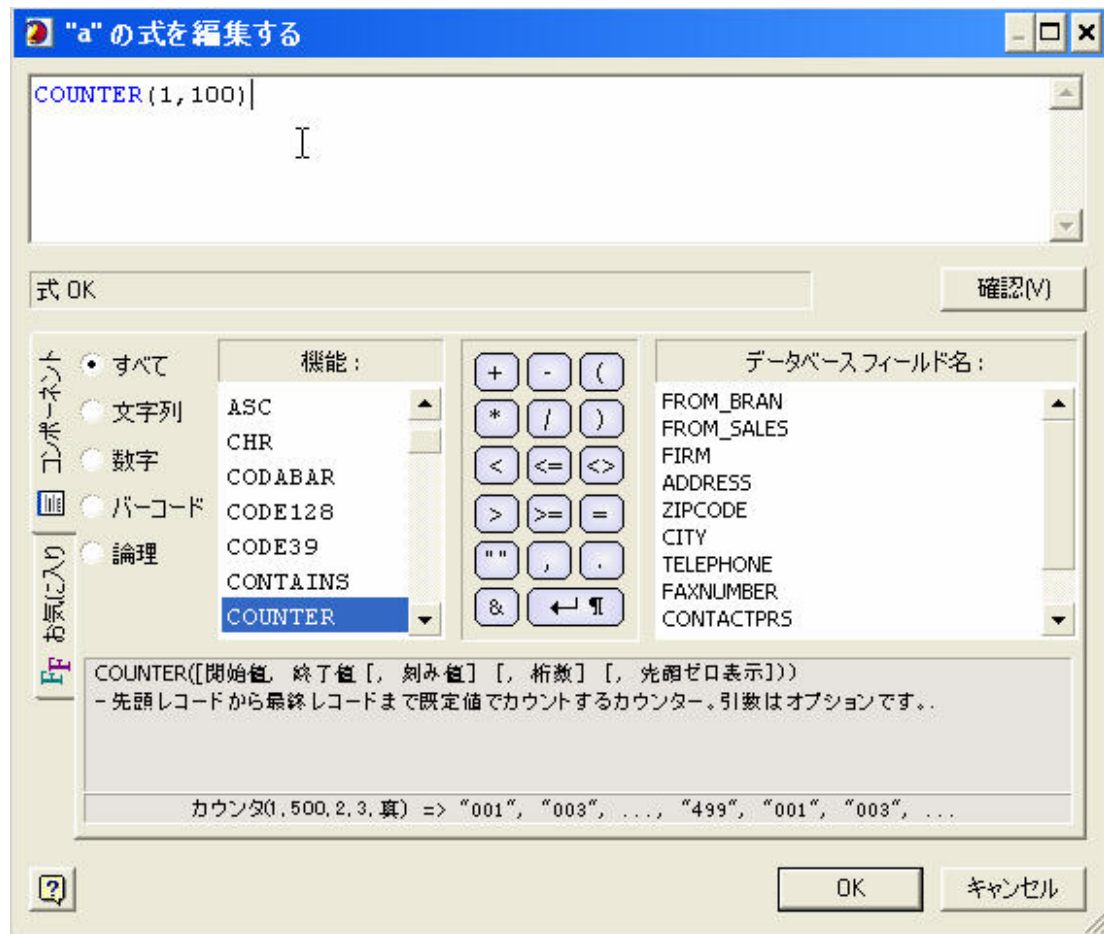 "a" の式を編集する
COUNTER(1,100)
式 OK
確認(V)
コンポーネント
お気に入り
すべて
文字列
数字
バーコード
論理
機能 :
ASC
CHR
CODABAR
CODE128
CODE39
CONTAINS
COUNTER
+ - (
* / )
< <= <>
> >= =
" " , .
& ↵ ¶
データベース フィールド名 :
FROM_BRAN
FROM_SALES
FIRM
ADDRESS
ZIPCODE
CITY
TELEPHONE
FAXNUMBER
CONTACTPRS
COUNTER([開始値, 終了値 [, 刻み値] [, 桁数] [, 先頭ゼロ表示]))
- 先頭レコードから最終レコードまで既定値でカウントするカウンター。引数はオプションです。.
カウンタ(1,500,2,3,真) => "001", "003", ..., "499", "001", "003", ...
OK
キャンセル